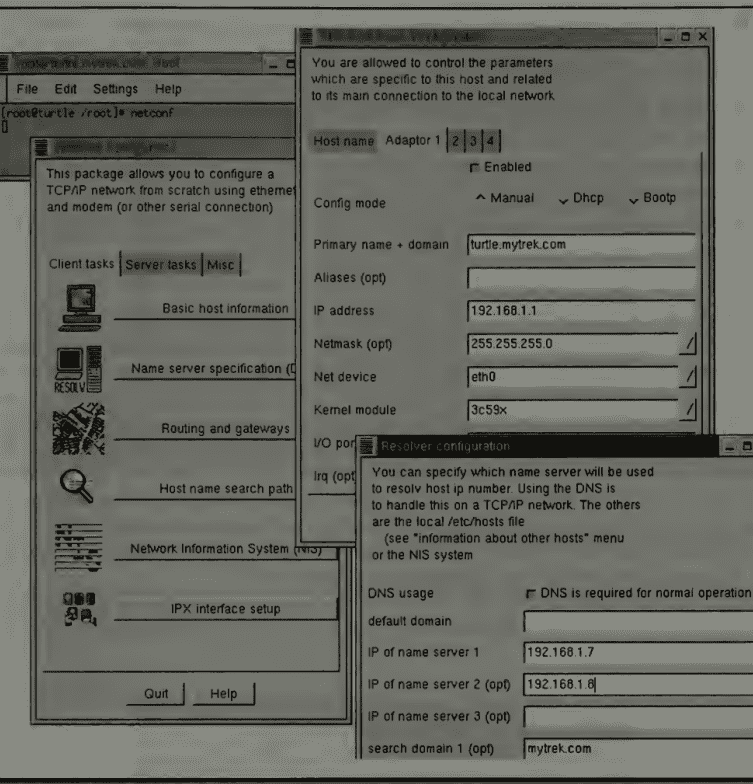 File Edit Settings Help
[root@turtle /root]# netconf
This package allows you to configure a
TCP/IP network from scratch using ethernet
and modem (or other serial connection)
Client tasks Server tasks Misc
Basic host information
Name server specification (D
RESOLV
Routing and gateways
Host name search path
Network Information System (NIS)
IPX interface setup
Quit Help
You are allowed to control the parameters
which are specific to this host and related
to its main connection to the local network
Host name Adaptor 1 2 3 4
Enabled
Config mode Manual Dhcp Bootp
Primary name + domain turtle.mytrek.com
Aliases (opt)
IP address 192.168.1.1
Netmask (opt) 255.255.255.0
Net device eth0
Kernel module 3c59x
I/O por
Irq (opt
Resolver configuration
You can specify which name server will be used
to resolv host ip number. Using the DNS is
to handle this on a TCP/IP network. The others
are the local /etc/hosts file
(see "information about other hosts" menu
or the NIS system
DNS usage DNS is required for normal operation
default domain
IP of name server 1 192.168.1.7
IP of name server 2 (opt) 192.168.1.8
IP of name server 3 (opt)
search domain 1 (opt) mytrek.com